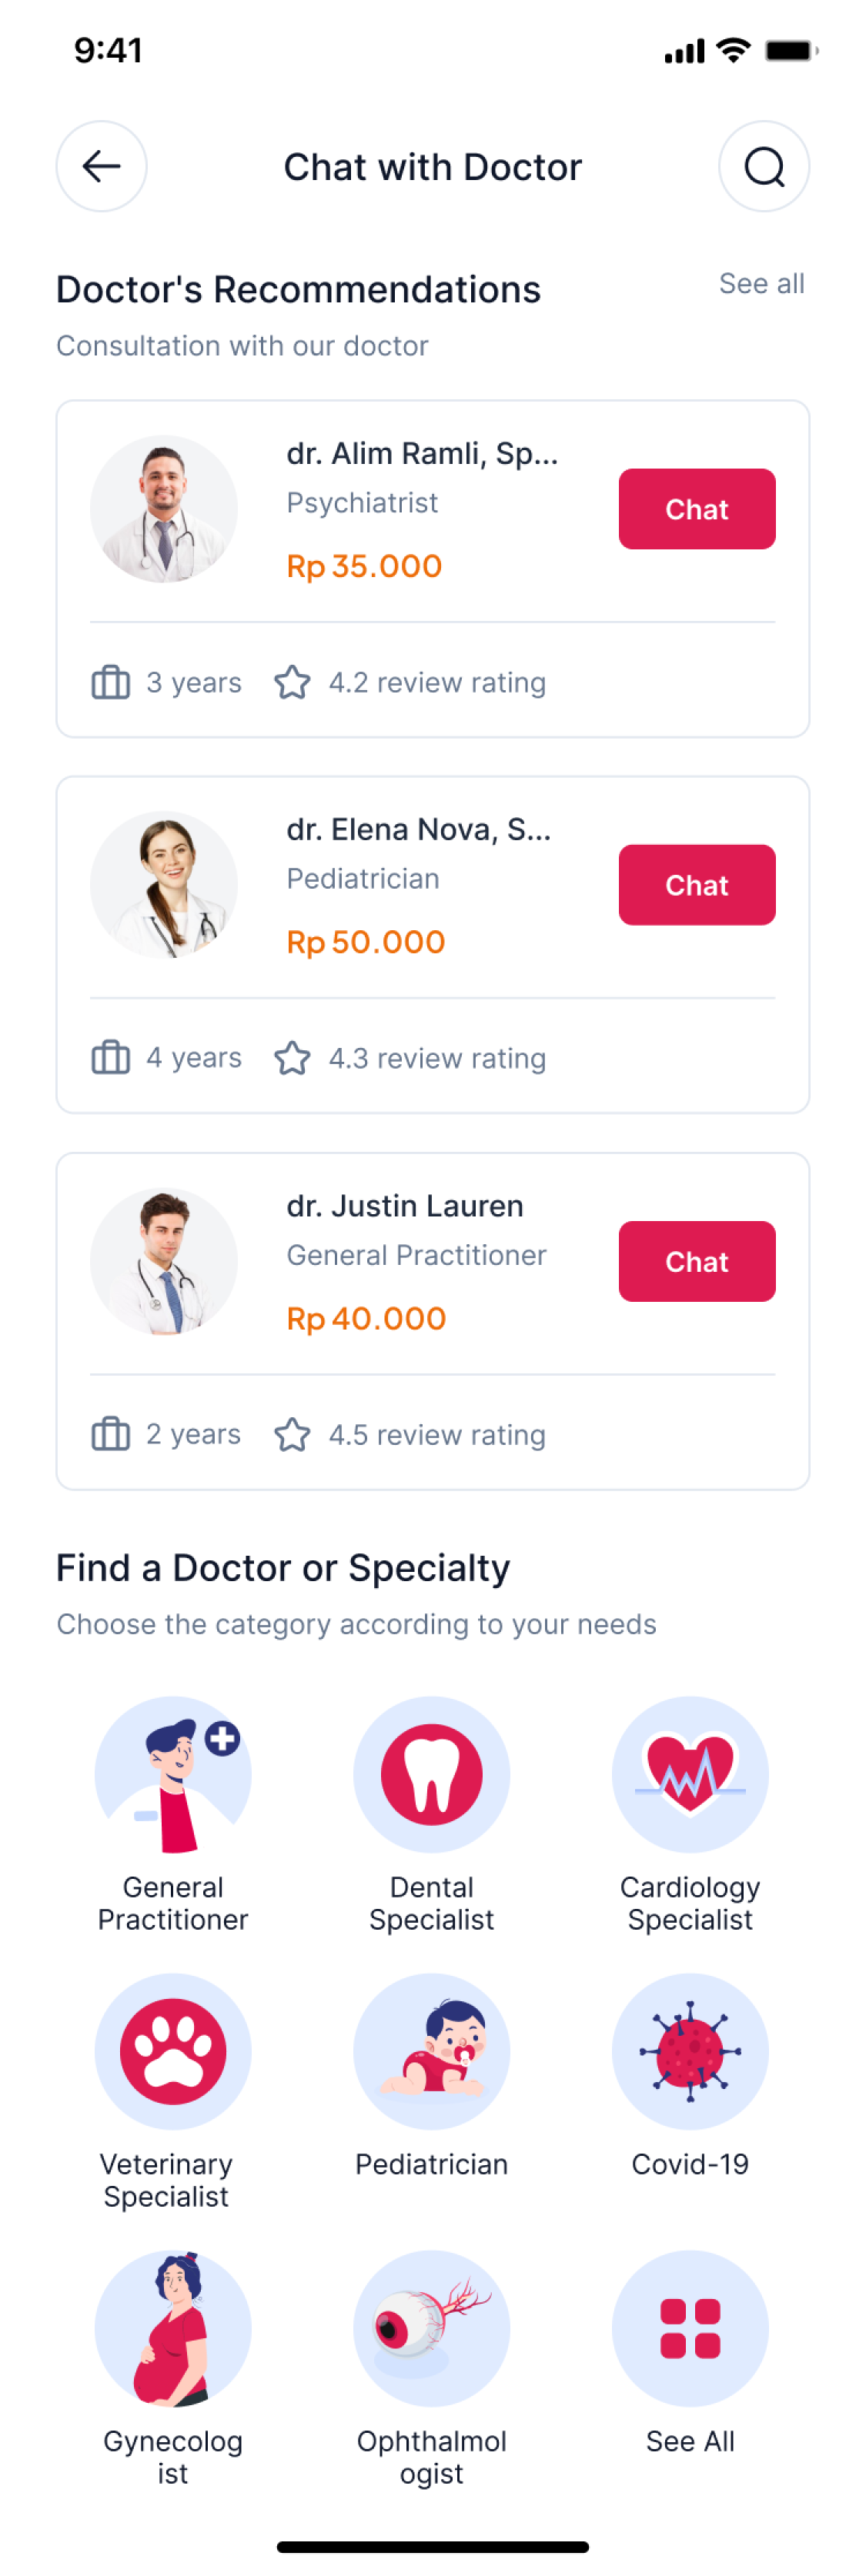 9:41
Chat with Doctor
Doctor's Recommendations
See all
Consultation with our doctor
dr. Alim Ramli, Sp...
Psychiatrist
Rp 35.000
Chat
3 years
4.2 review rating
dr. Elena Nova, S...
Pediatrician
Rp 50.000
Chat
4 years
4.3 review rating
dr. Justin Lauren
General Practitioner
Rp 40.000
Chat
2 years
4.5 review rating
Find a Doctor or Specialty
Choose the category according to your needs
General
Practitioner
Dental
Specialist
Cardiology
Specialist
Veterinary
Specialist
Pediatrician
Covid-19
Gynecolog
ist
Ophthalmol
ogist
See All